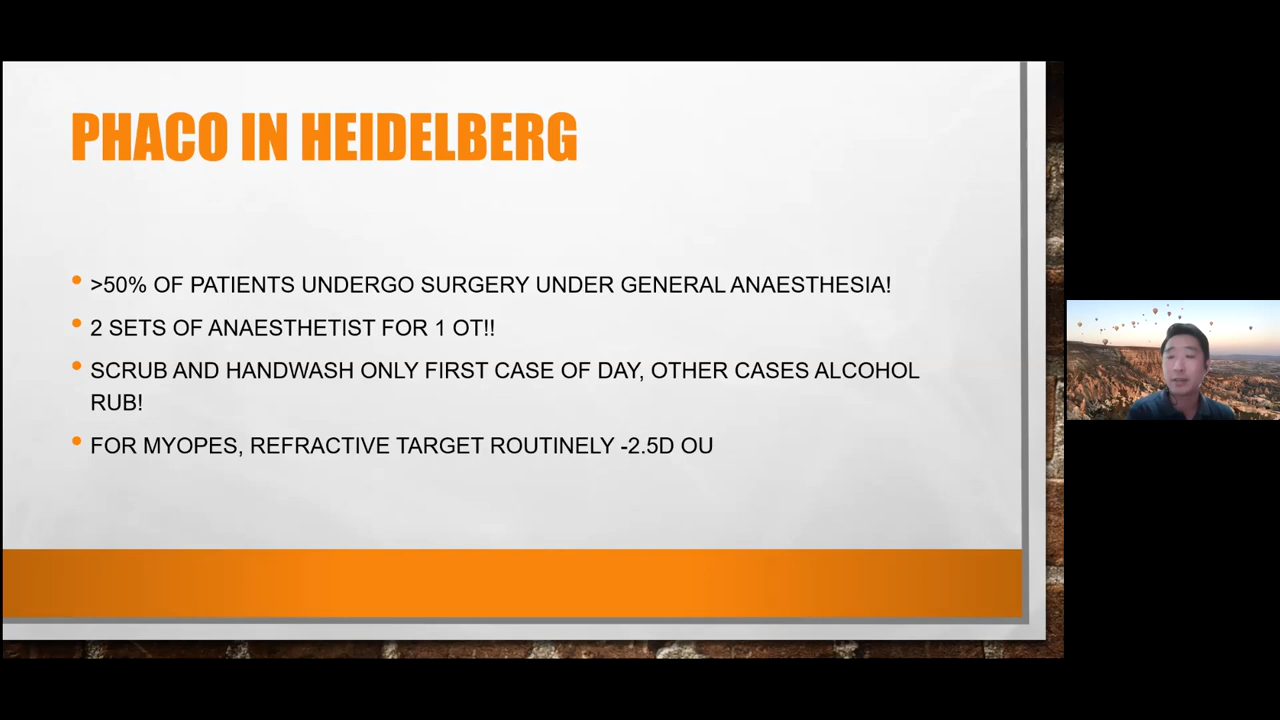 PHACO IN HEIDELBERG
• >50% OF PATIENTS UNDERGO SURGERY UNDER GENERAL ANAESTHESIA!
• 2 SETS OF ANAESTHETIST FOR 1 OT!!
• SCRUB AND HANDWASH ONLY FIRST CASE OF DAY, OTHER CASES ALCOHOL
RUB!
• FOR MYOPES, REFRACTIVE TARGET ROUTINELY -2.5D OU